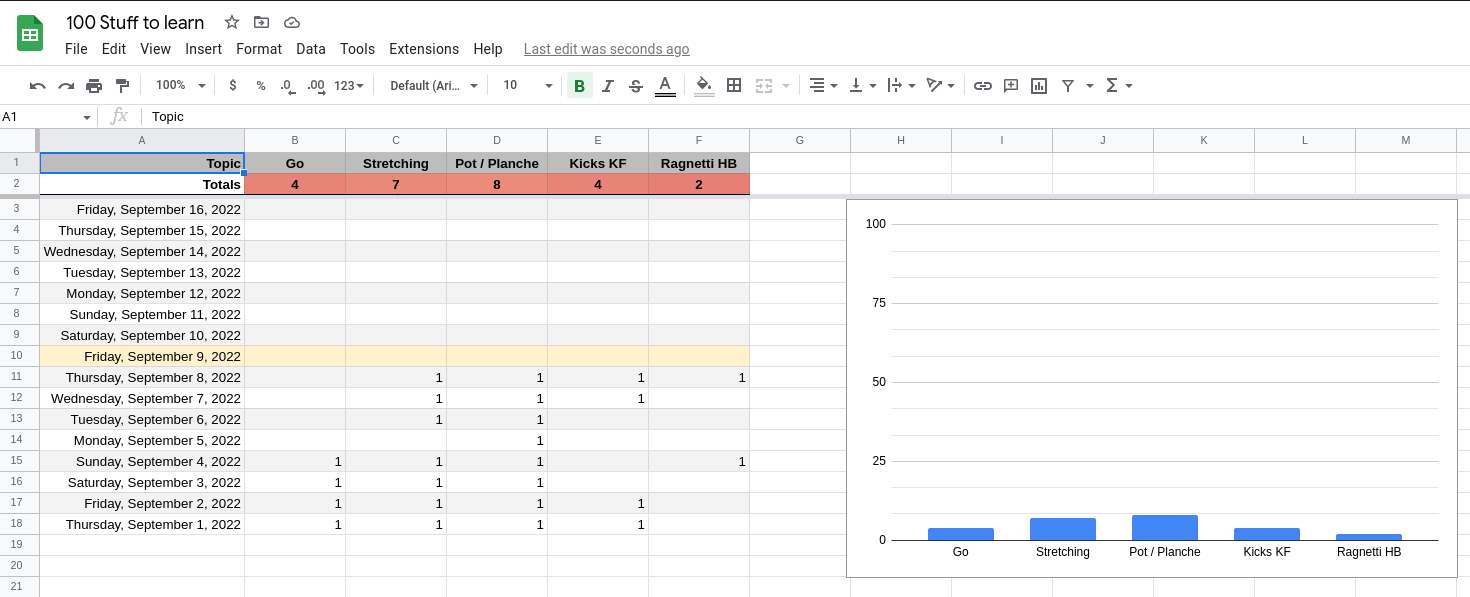 100 Stuff to learn
File Edit View Insert Format Data Tools Extensions Help Last edit was seconds ago
100% $ % .0 .00 123 Default (Ari... 10 B I S A Σ
A1 fx Topic
A B C D E F G H I J K L M
1 Topic Go Stretching Pot / Planche Kicks KF Ragnetti HB
2 Totals 4 7 8 4 2
3 Friday, September 16, 2022
4 Thursday, September 15, 2022
5 Wednesday, September 14, 2022
6 Tuesday, September 13, 2022
7 Monday, September 12, 2022
8 Sunday, September 11, 2022
9 Saturday, September 10, 2022
10 Friday, September 9, 2022
11 Thursday, September 8, 2022 1 1 1 1
12 Wednesday, September 7, 2022 1 1 1
13 Tuesday, September 6, 2022 1 1
14 Monday, September 5, 2022 1
15 Sunday, September 4, 2022 1 1 1 1
16 Saturday, September 3, 2022 1 1 1
17 Friday, September 2, 2022 1 1 1 1
18 Thursday, September 1, 2022 1 1 1 1
19
20
21
100
75
50
25
0
Go Stretching Pot / Planche Kicks KF Ragnetti HB